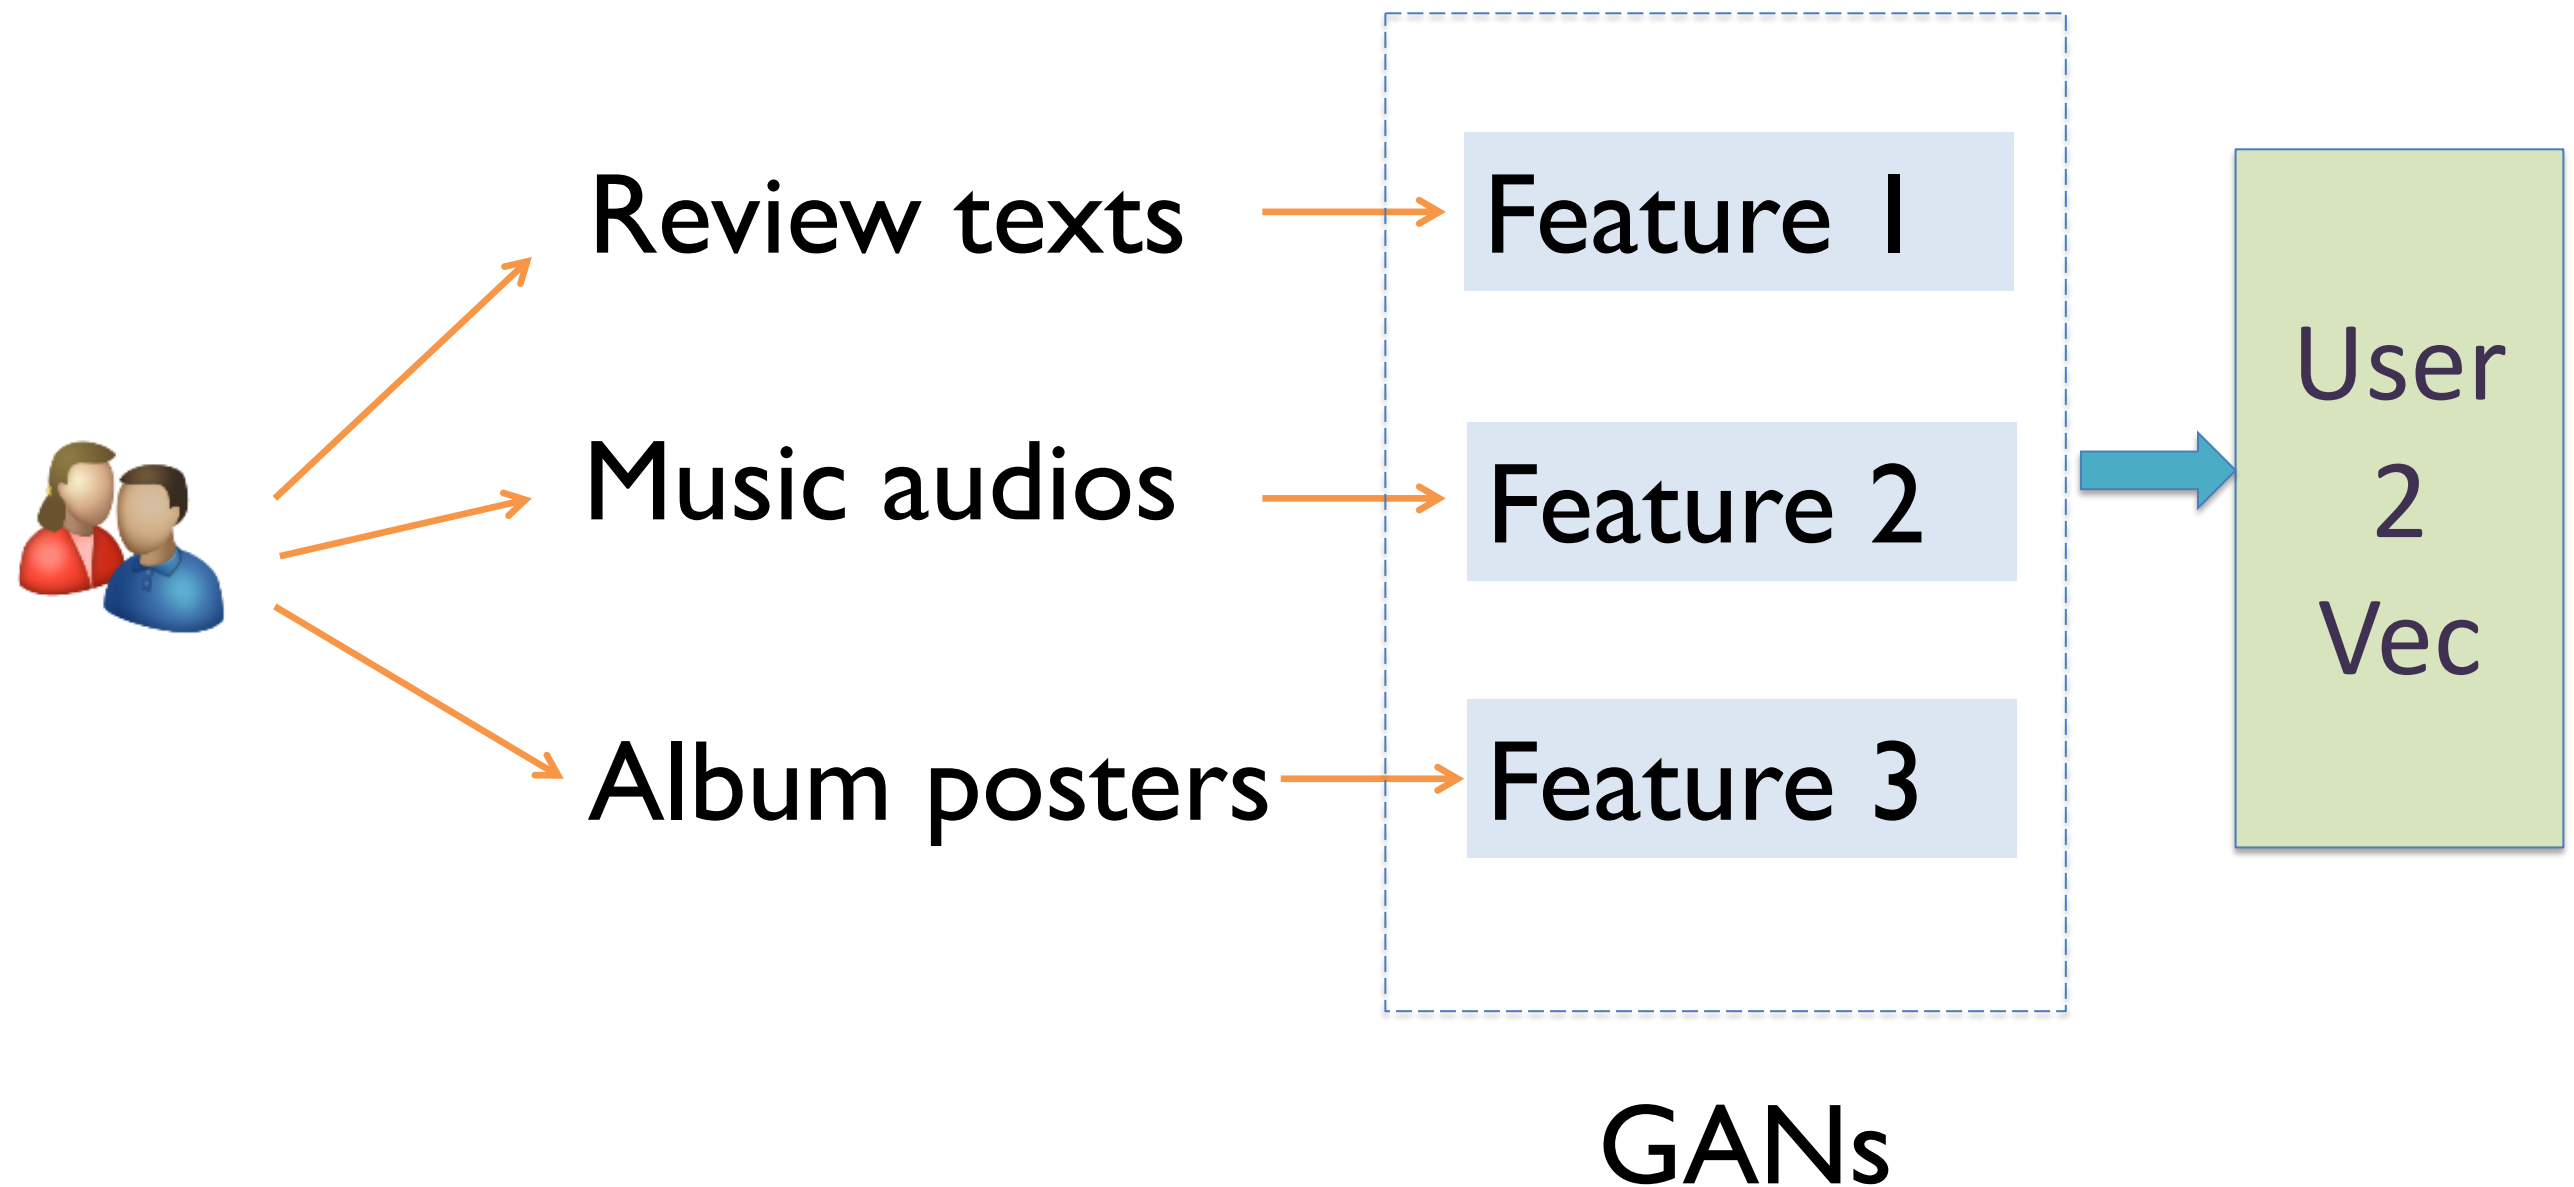 Review texts
Feature 1
Music audios
Feature 2
Album posters
Feature 3
User
2
Vec
GANs